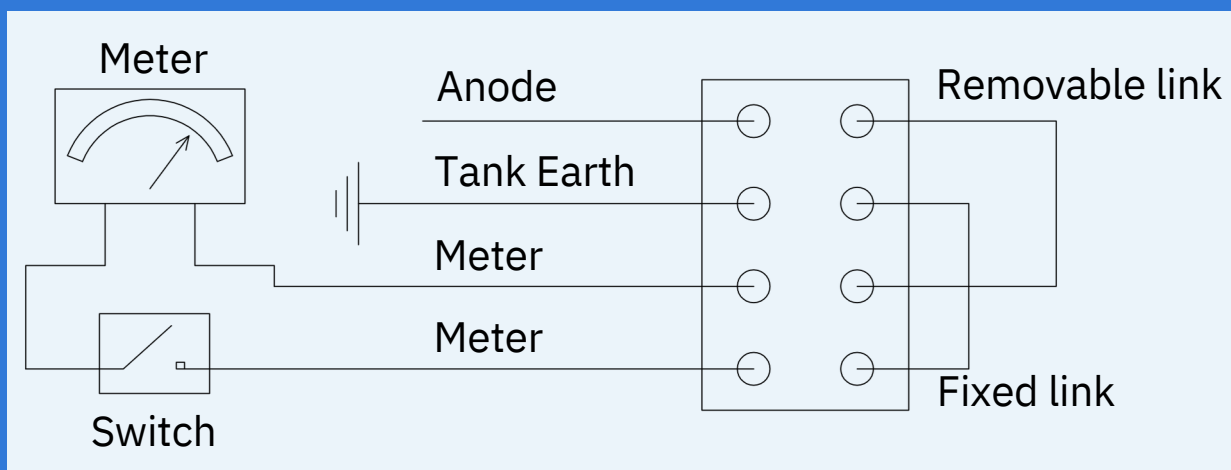 Meter
Anode
Removable link
Tank Earth
Meter
Meter
Fixed link
Switch